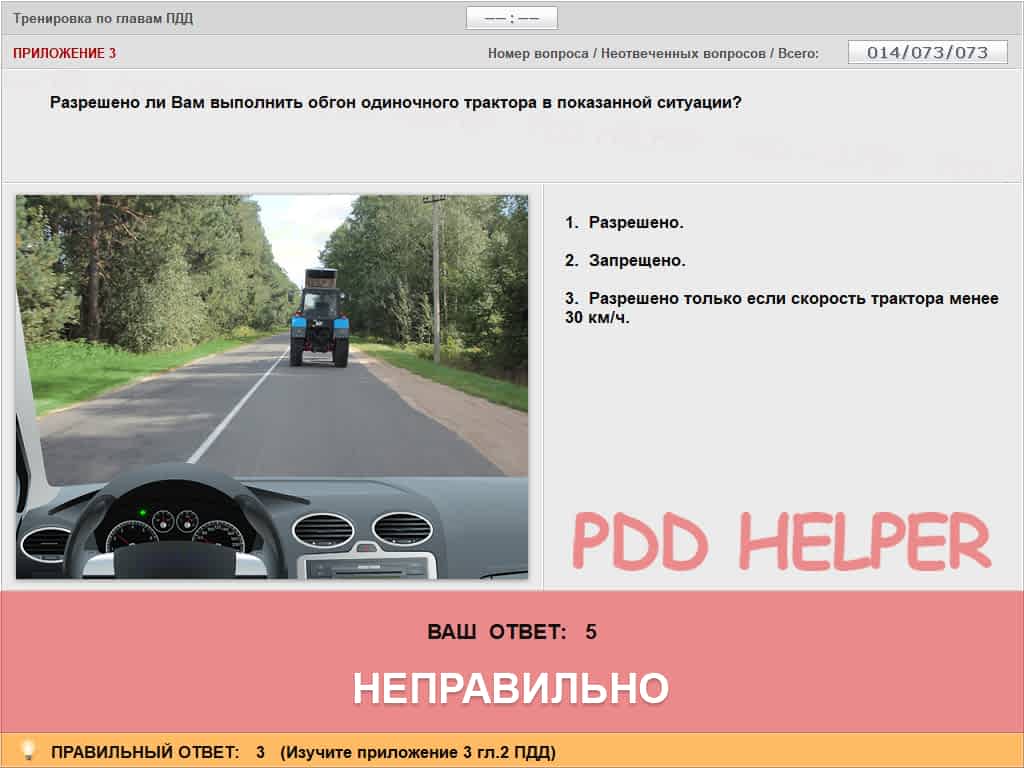 Тренировка по главам ПДД
—— : ——
ПРИЛОЖЕНИЕ 3
Номер вопроса / Неотвеченных вопросов / Всего:
014/073/073
Разрешено ли Вам выполнить обгон одиночного трактора в показанной ситуации?
1. Разрешено.
2. Запрещено.
3. Разрешено только если скорость трактора менее
30 км/ч.
PDD HELPER
ВАШ ОТВЕТ: 5
НЕПРАВИЛЬНО
ПРАВИЛЬНЫЙ ОТВЕТ: 3 (Изучите приложение 3 гл.2 ПДД)